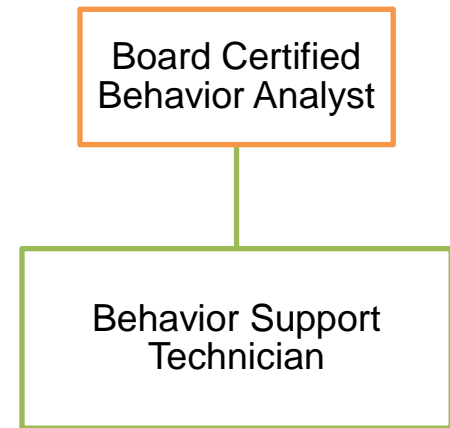 Board Certified
Behavior Analyst
Behavior Support
Technician